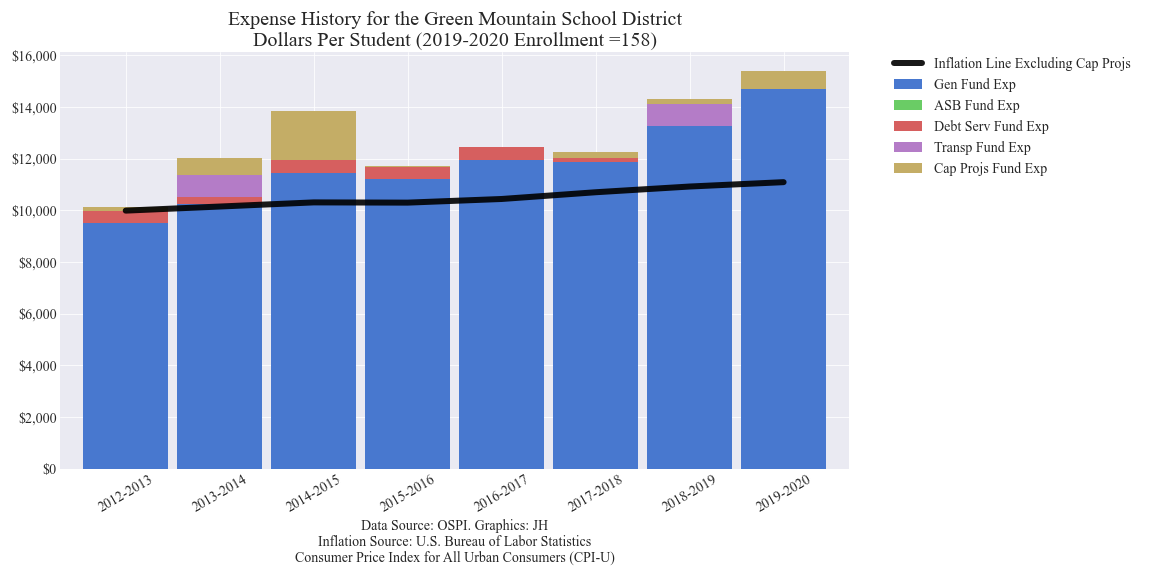 Expense History for the Green Mountain School District
Dollars Per Student (2019-2020 Enrollment =158)
$16,000
$14,000
$12,000
$10,000
$8,000
$6,000
$4,000
$2,000
$0
2012-2013
2013-2014
2014-2015
2015-2016
2016-2017
2017-2018
2018-2019
2019-2020
Inflation Line Excluding Cap Projs
Gen Fund Exp
ASB Fund Exp
Debt Serv Fund Exp
Transp Fund Exp
Cap Projs Fund Exp
Data Source: OSPI. Graphics: JH
Inflation Source: U.S. Bureau of Labor Statistics
Consumer Price Index for All Urban Consumers (CPI-U)